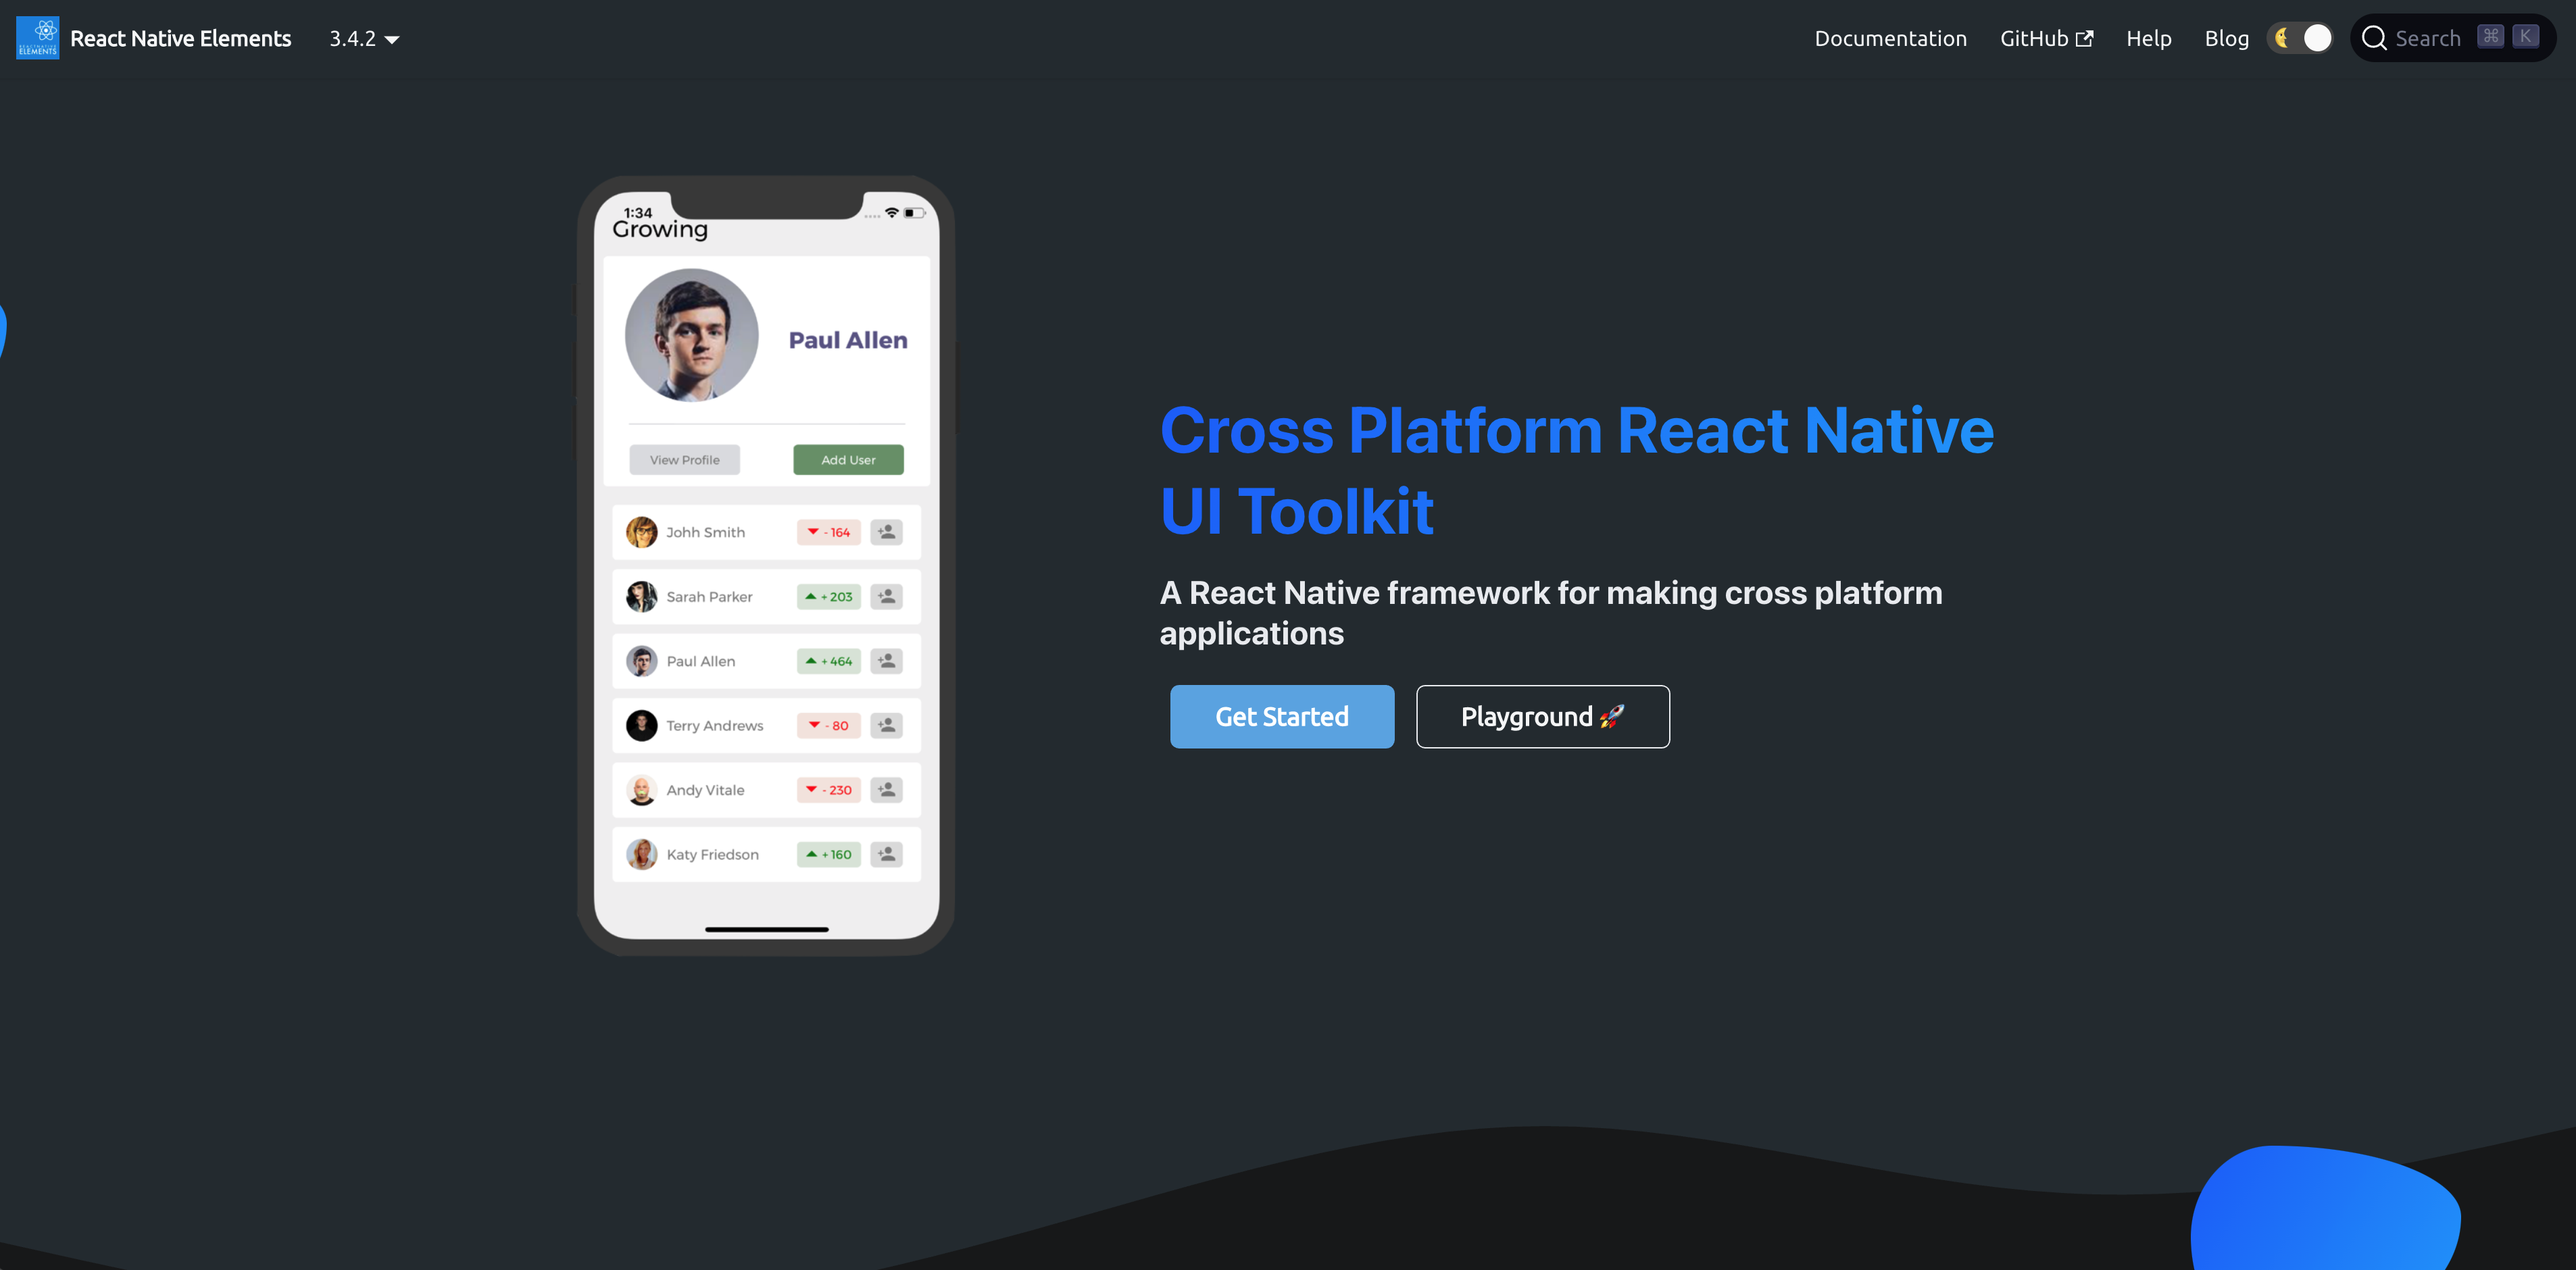 REACT NATIVE
ELEMENTS
React Native Elements
3.4.2
Documentation
GitHub
Help
Blog
Search
⌘ K
1:34
Growing
Paul Allen
View Profile
Add User
Johh Smith
- 164
Sarah Parker
+ 203
Paul Allen
+ 464
Terry Andrews
- 80
Andy Vitale
- 230
Katy Friedson
+ 160
Cross Platform React Native
UI Toolkit
A React Native framework for making cross platform
applications
Get Started
Playground 🚀